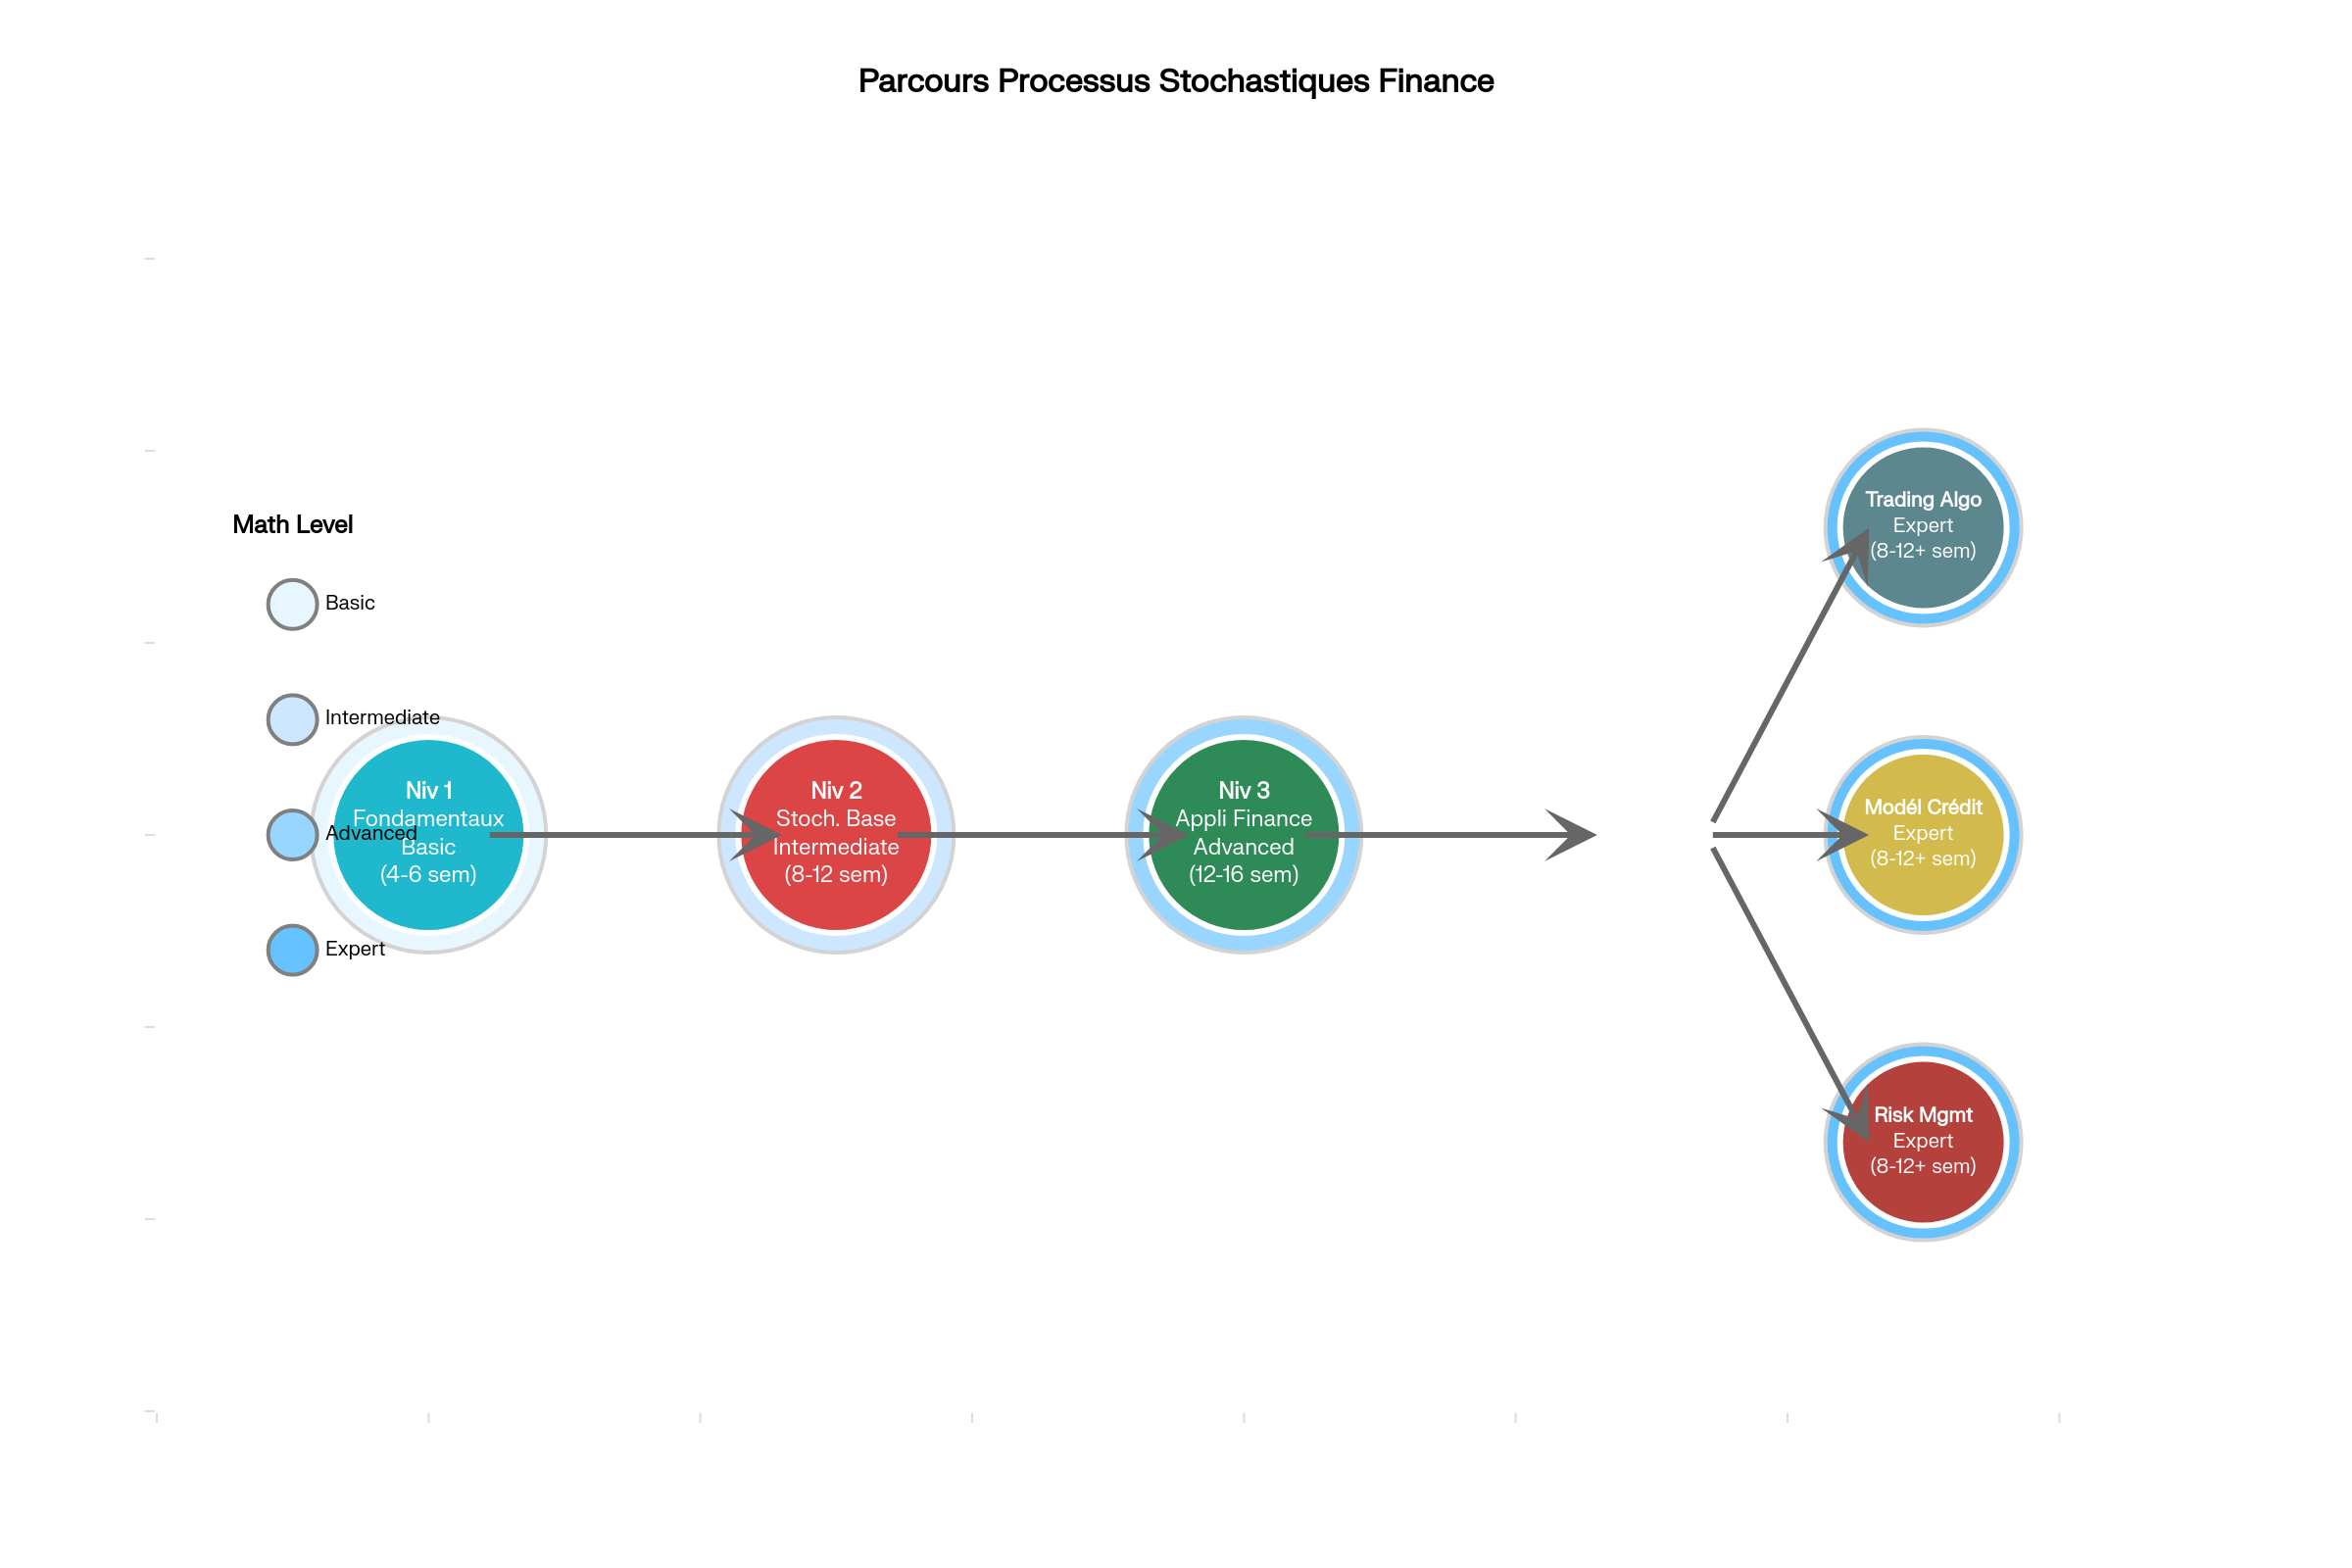 Parcours Processus Stochastiques Finance
Math Level
Basic
Intermediate
Advanced
Expert
Niv 1
Fondamentaux
Basic
(4-6 sem)
Niv 2
Stoch. Base
Intermediate
(8-12 sem)
Niv 3
Appli Finance
Advanced
(12-16 sem)
Trading Algo
Expert
(8-12+ sem)
Modél Crédit
Expert
(8-12+ sem)
Risk Mgmt
Expert
(8-12+ sem)